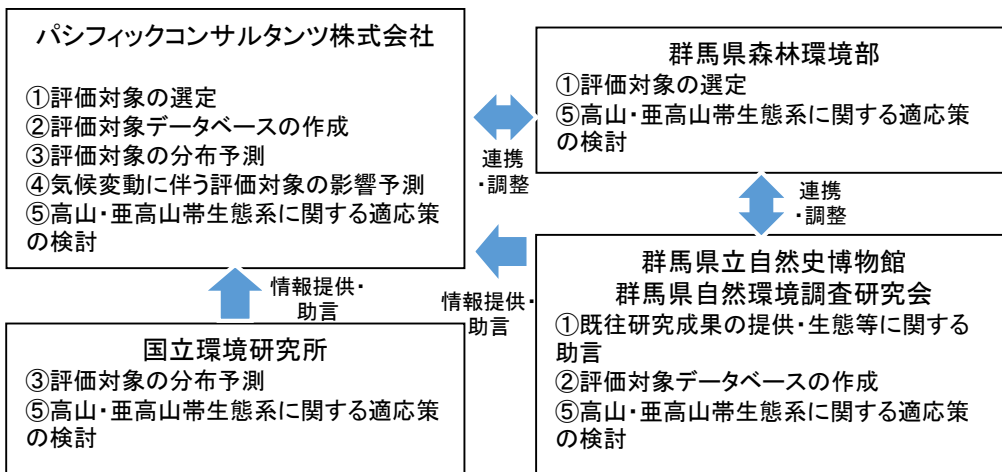 パシフィックコンサルタンツ株式会社
①評価対象の選定
②評価対象データベースの作成
③評価対象の分布予測
④気候変動に伴う評価対象の影響予測
⑤高山・亜高山帯生態系に関する適応策
の検討
連携
・調整
群馬県森林環境部
①評価対象の選定
⑤高山・亜高山帯生態系に関する適応策
の検討
連携
・調整
情報提供・
助言
情報提供・
助言
国立環境研究所
③評価対象の分布予測
⑤高山・亜高山帯生態系に関する適応策
の検討
群馬県立自然史博物館
群馬県自然環境調査研究会
①既往研究成果の提供・生態等に関する
助言
②評価対象データベースの作成
⑤高山・亜高山帯生態系に関する適応策
の検討